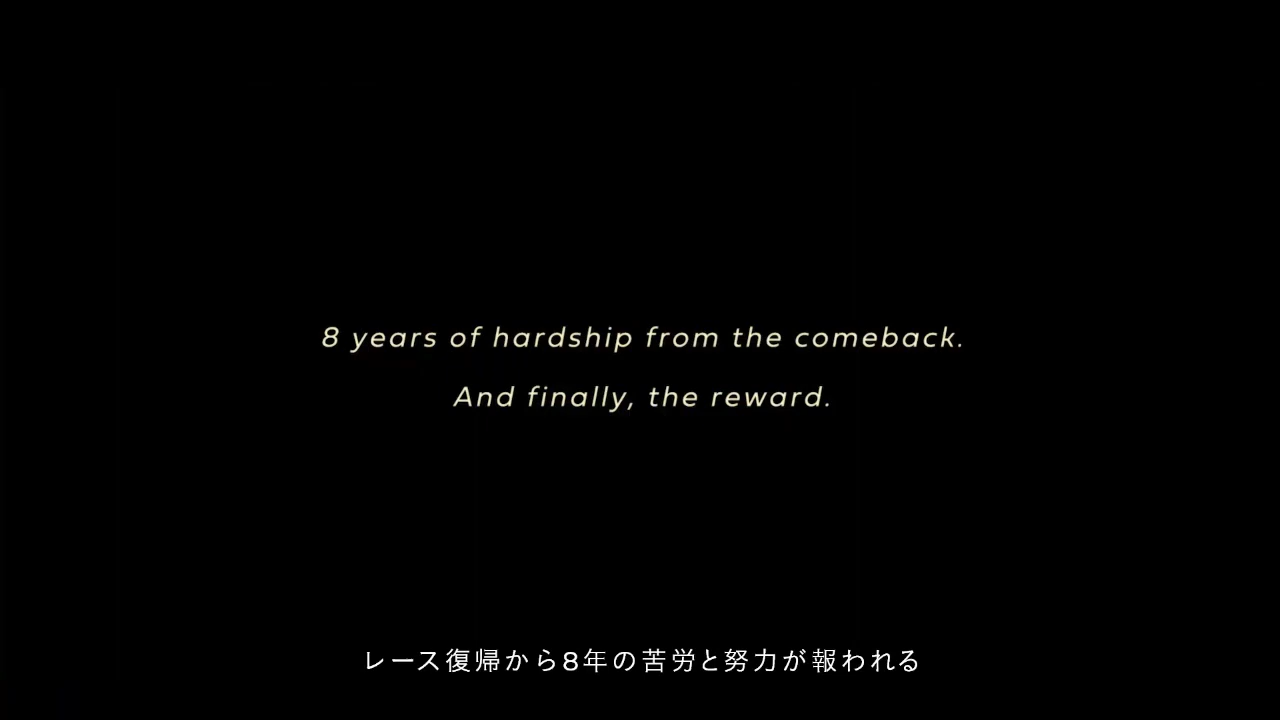 8 years of hardship from the comeback.
And finally, the reward.
レース復帰から8年の苦労と努力が報われる